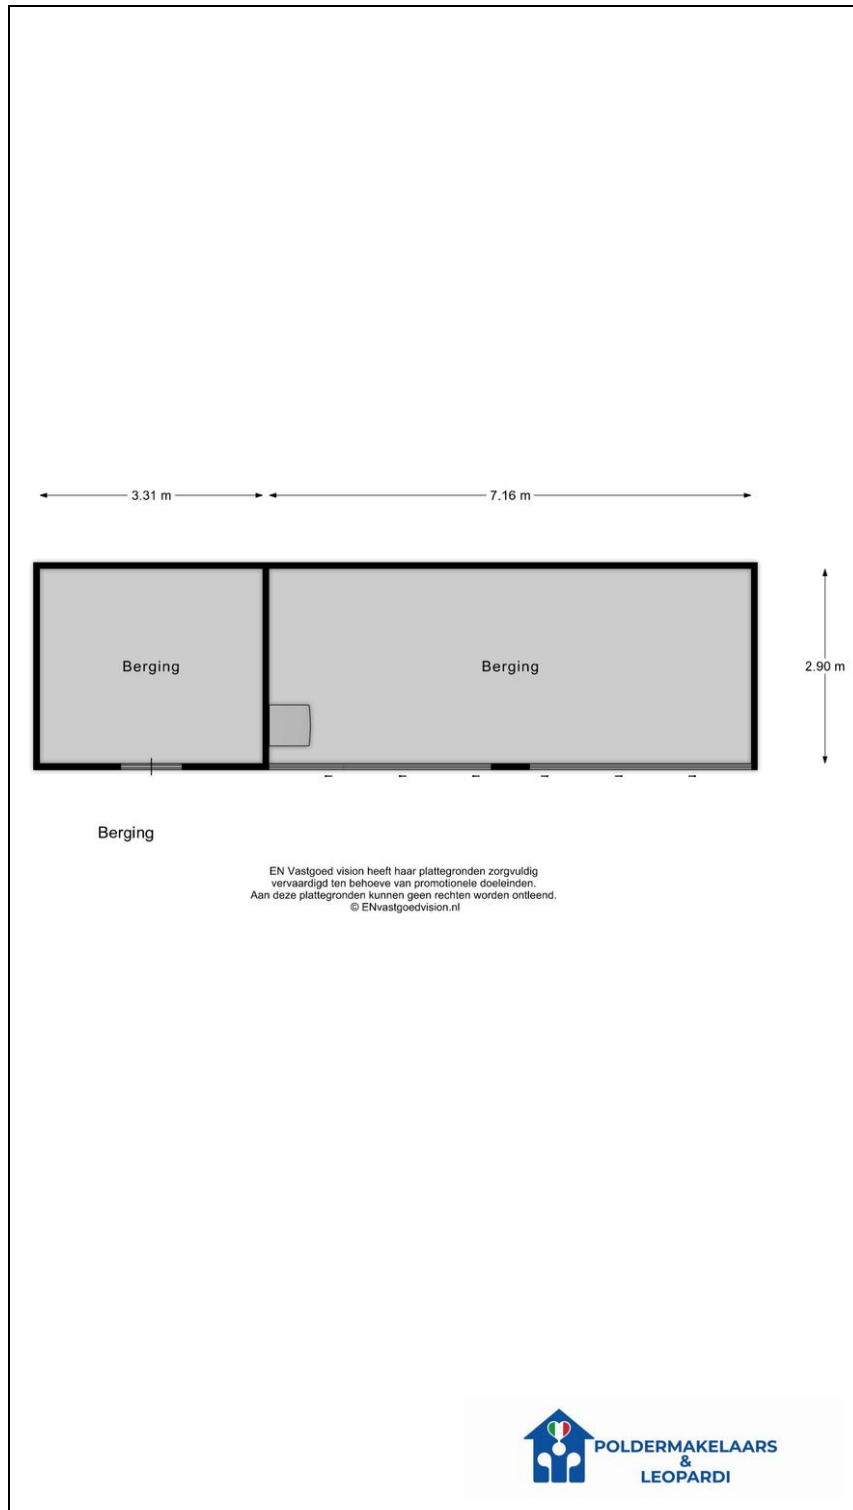 3.31 m
7.16 m
Berging
Berging
2.90 m
Berging
EN Vastgoed vision heeft haar plattegronden zorgvuldig
vervaardigd ten behoeve van promotionele doeleinden.
Aan deze plattegronden kunnen geen rechten worden ontleend.
© ENvastgoedvision.nl
POLDERMAKELAARS
&
LEOPARDI